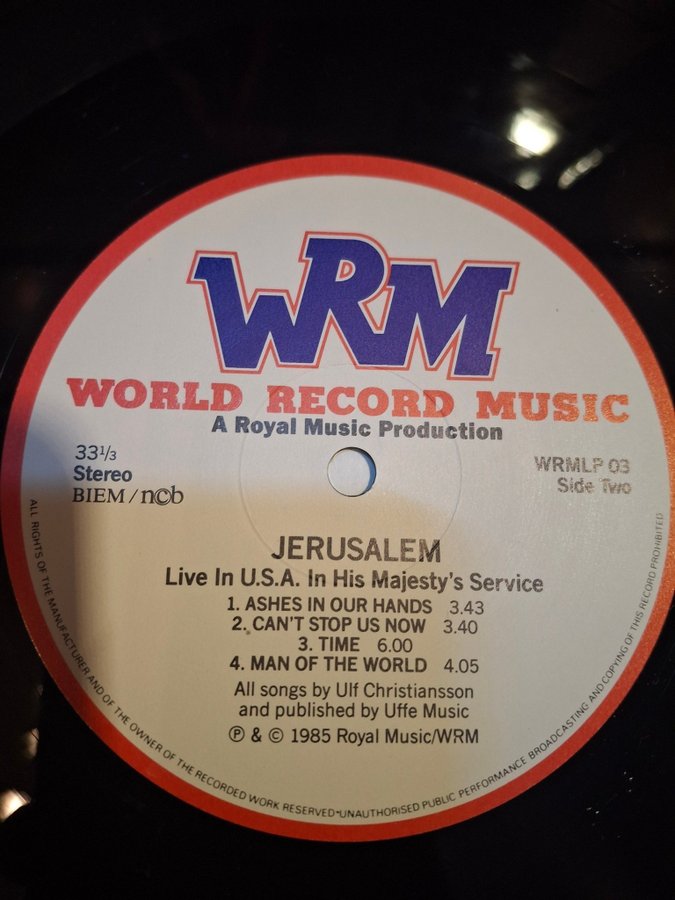 WRM
WORLD RECORD MUSIC
A Royal Music Production
33⅓
Stereo
BIEM / n©b
WRMLP 03
Side Two
JERUSALEM
Live In U.S.A. In His Majesty's Service
1. ASHES IN OUR HANDS 3.43
2. CAN'T STOP US NOW 3.40
3. TIME 6.00
4. MAN OF THE WORLD 4.05
All songs by Ulf Christiansson
and published by Uffe Music
℗ & © 1985 Royal Music/WRM
ALL RIGHTS OF THE MANUFACTURER AND OF THE OWNER OF THE RECORDED WORK RESERVED·UNAUTHORISED PUBLIC PERFORMANCE BROADCASTING AND COPYING OF THIS RECORD PROHIBITED